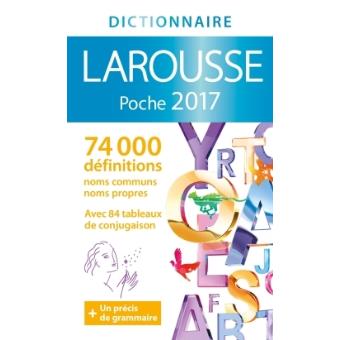 DICTIONNAIRE
LAROUSSE
Poche 2017
74 000
définitions
noms communs
noms propres
Avec 84 tableaux
de conjugaison
+ Un précis
de grammaire